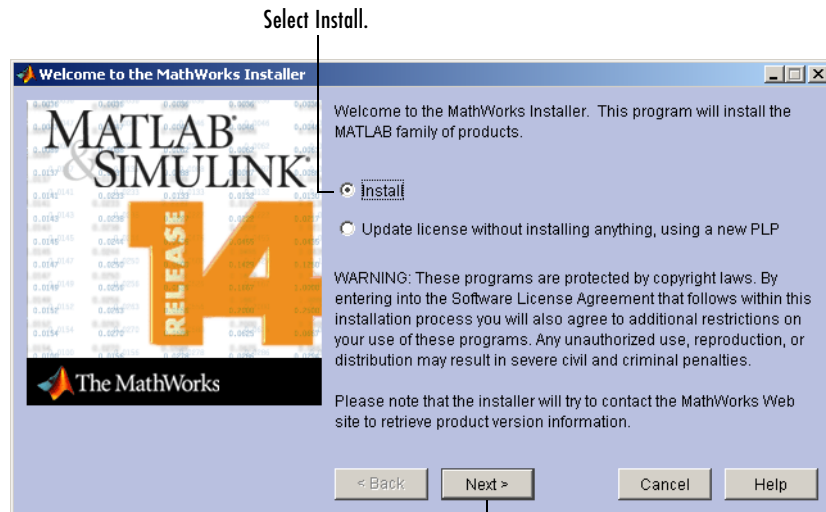 Select Install.
Welcome to the MathWorks Installer
MATLAB®
&SIMULINK®
RELEASE
14
The MathWorks
Welcome to the MathWorks Installer. This program will install the
MATLAB family of products.
Install
Update license without installing anything, using a new PLP
WARNING: These programs are protected by copyright laws. By
entering into the Software License Agreement that follows within this
installation process you will also agree to additional restrictions on
your use of these programs. Any unauthorized use, reproduction, or
distribution may result in severe civil and criminal penalties.
Please note that the installer will try to contact the MathWorks Web
site to retrieve product version information.
< Back
Next >
Cancel
Help